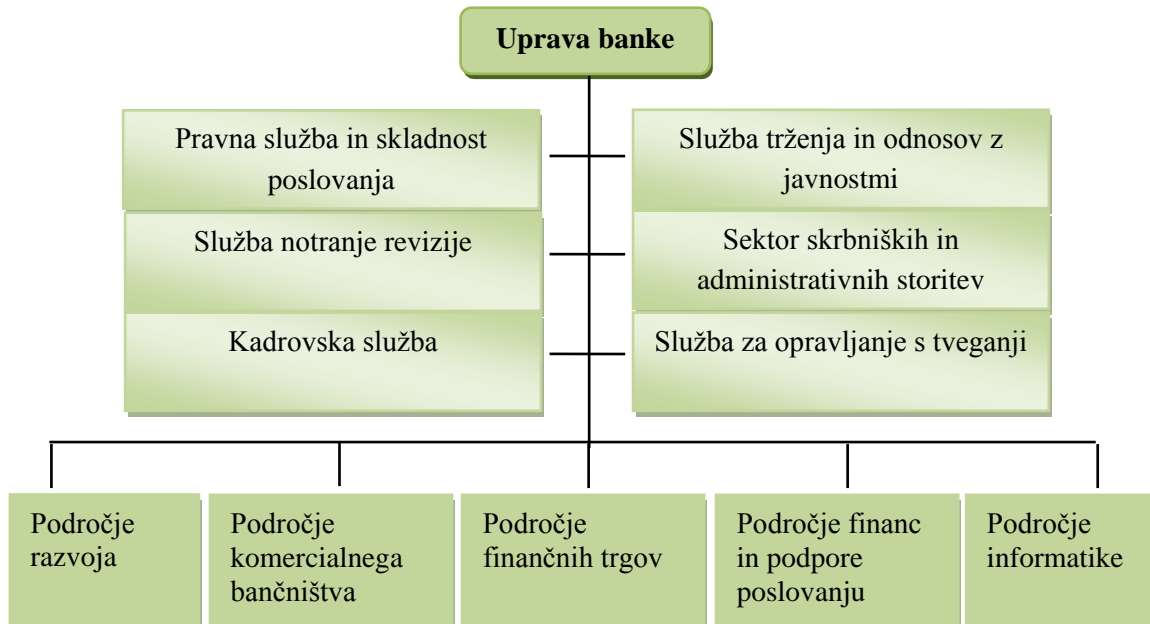 Uprava banke
Pravna služba in skladnost
poslovanja
Služba trženja in odnosov z
javnostmi
Služba notranje revizije
Sektor skrbniških in
administrativnih storitev
Kadrovska služba
Služba za opravljanje s tveganji
Področje
razvoja
Področje
komercialnega
bančništva
Področje
finančnih trgov
Področje financ
in podpore
poslovanju
Področje
informatike